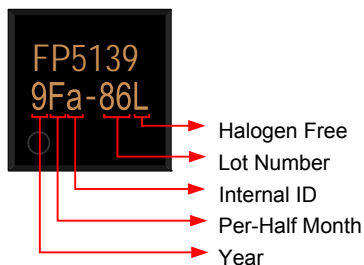 FP5139
9Fa-86L
Halogen Free
Lot Number
Internal ID
Per-Half Month
Year